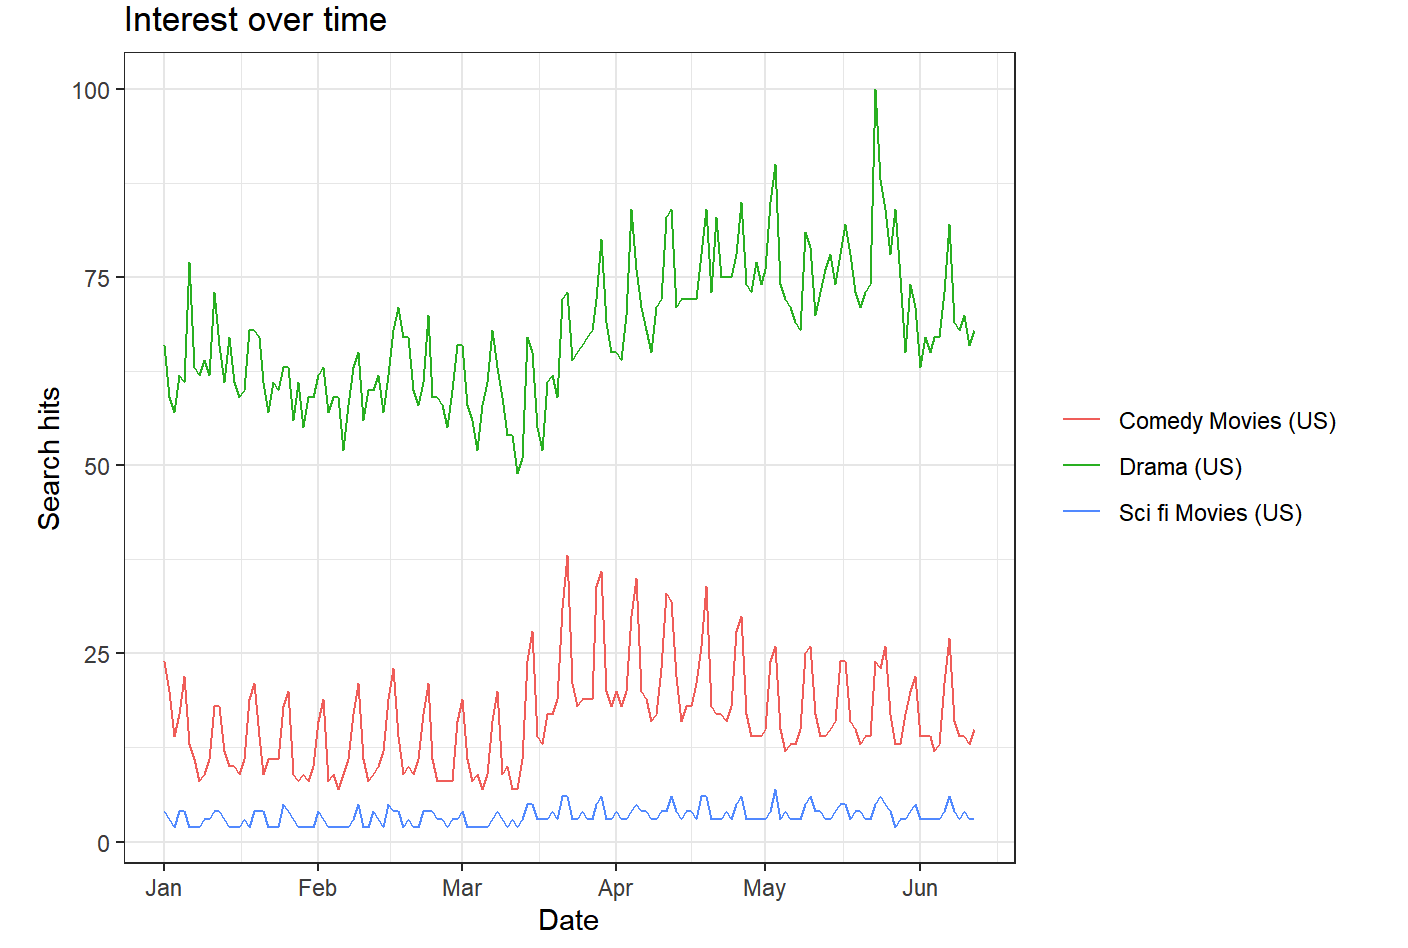 Interest over time
100
75
50
25
0
Search hits
Jan Feb Mar Apr May Jun
Date
Comedy Movies (US)
Drama (US)
Sci fi Movies (US)